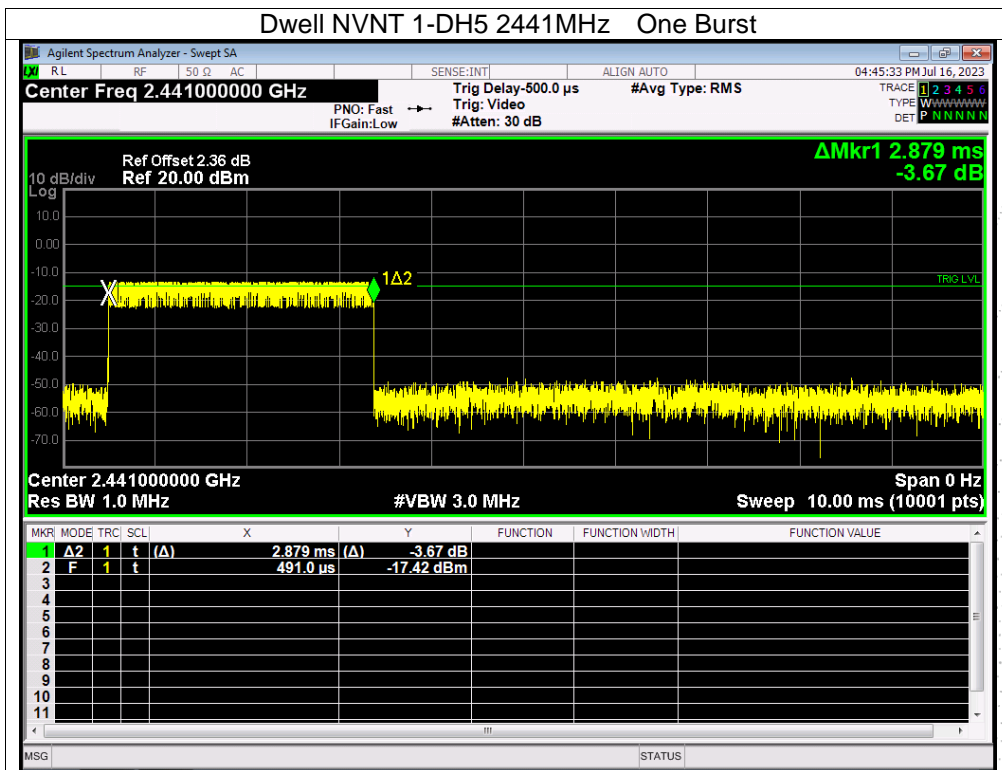 Dwell NVNT 1-DH5 2441MHz One Burst
Agilent Spectrum Analyzer - Swept SA
LXI RL RF 50 Ω AC SENSE:INT ALIGN AUTO 04:45:33 PM Jul 16, 2023
Center Freq 2.441000000 GHz Trig Delay-500.0 µs #Avg Type: RMS TRACE 1 2 3 4 5 6
PNO: Fast Trig: Video TYPE WWWWWW
IFGain:Low #Atten: 30 dB DET P N N N N N
ΔMkr1 2.879 ms
-3.67 dB
Ref Offset 2.36 dB
10 dB/div Ref 20.00 dBm
Log
10.0
0.00
-10.0
1Δ2
TRIG LVL
-20.0
-30.0
-40.0
-50.0
-60.0
-70.0
Center 2.441000000 GHz Span 0 Hz
Res BW 1.0 MHz #VBW 3.0 MHz Sweep 10.00 ms (10001 pts)
MKR MODE TRC SCL X Y FUNCTION FUNCTION WIDTH FUNCTION VALUE
1 Δ2 1 t (Δ) 2.879 ms (Δ) -3.67 dB
2 F 1 t 491.0 µs -17.42 dBm
3
4
5
6
7
8
9
10
11
MSG STATUS